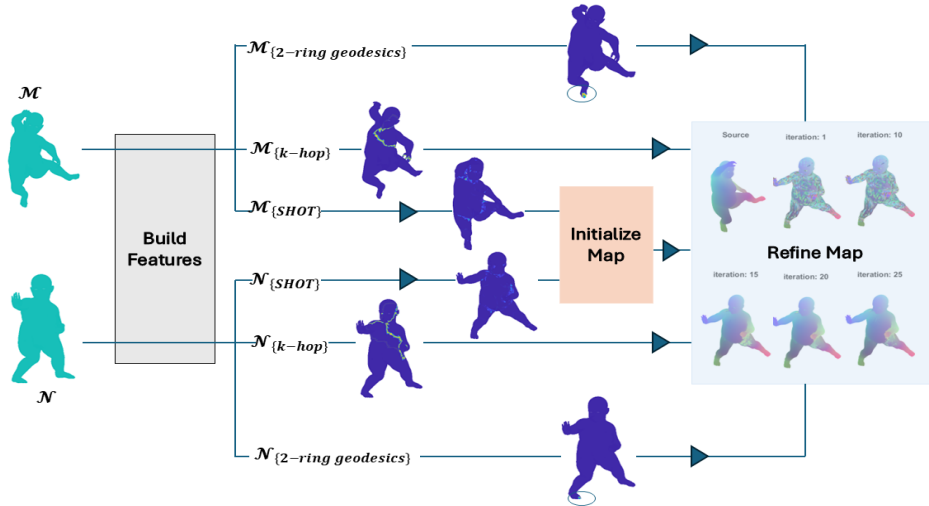 𝓜{2−ring geodesics}
𝓜
𝓜{k−hop}
Source
iteration: 1
iteration: 10
𝓜{SHOT}
Build
Features
Initialize
Map
Refine Map
𝓝{SHOT}
iteration: 15
iteration: 20
iteration: 25
𝓝{k−hop}
𝓝
𝓝{2−ring geodesics}